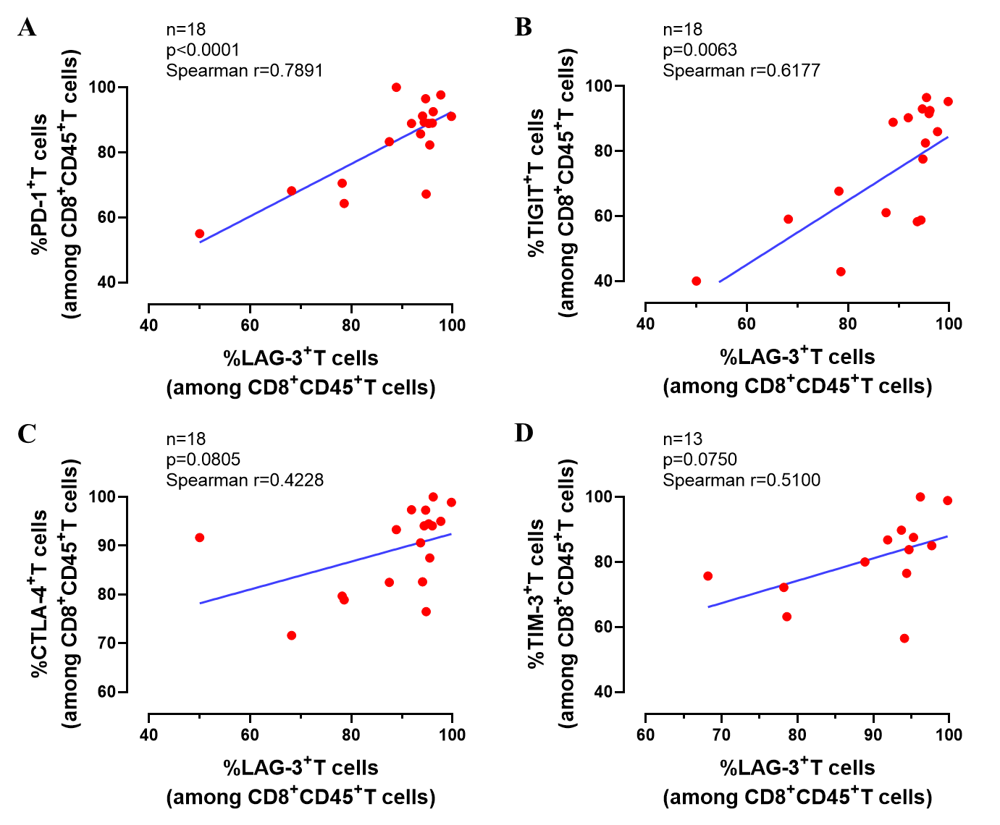 A
n=18
p<0.0001
Spearman r=0.7891
%PD-1⁺T cells
(among CD8⁺CD45⁺T cells)
100
80
60
40
40 60 80 100
%LAG-3⁺T cells
(among CD8⁺CD45⁺T cells)
B
n=18
p=0.0063
Spearman r=0.6177
%TIGIT⁺T cells
(among CD8⁺CD45⁺T cells)
100
80
60
40
40 60 80 100
%LAG-3⁺T cells
(among CD8⁺CD45⁺T cells)
C
n=18
p=0.0805
Spearman r=0.4228
%CTLA-4⁺T cells
(among CD8⁺CD45⁺T cells)
100
90
80
70
60
40 60 80 100
%LAG-3⁺T cells
(among CD8⁺CD45⁺T cells)
D
n=13
p=0.0750
Spearman r=0.5100
%TIM-3⁺T cells
(among CD8⁺CD45⁺T cells)
100
80
60
40
60 70 80 90 100
%LAG-3⁺T cells
(among CD8⁺CD45⁺T cells)